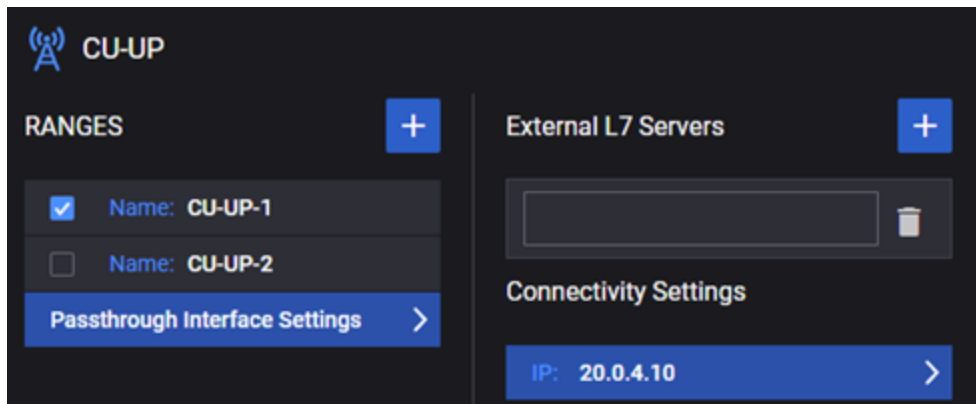 CU-UP
RANGES
Name: CU-UP-1
Name: CU-UP-2
Passthrough Interface Settings
External L7 Servers
Connectivity Settings
IP: 20.0.4.10